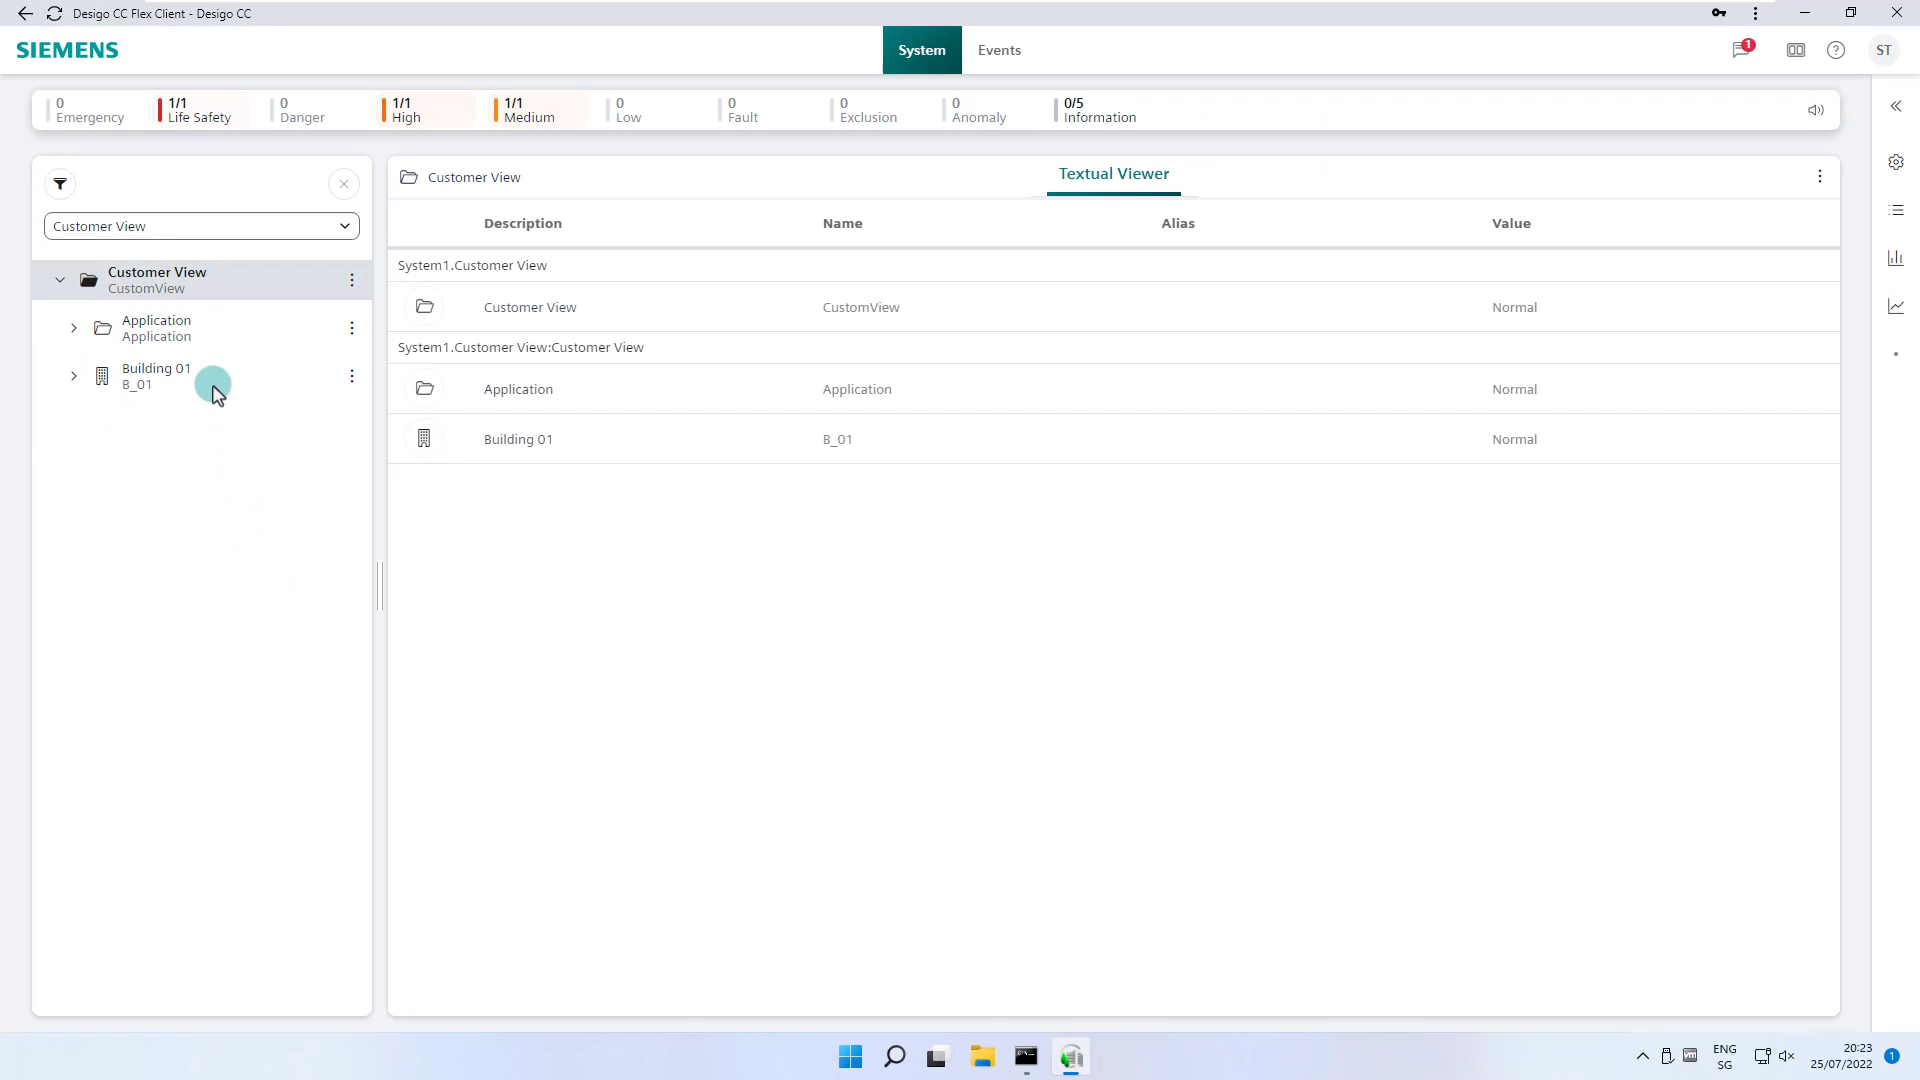 Desigo CC Flex Client - Desigo CC
SIEMENS
System
Events
1
ST
0
Emergency
1/1
Life Safety
0
Danger
1/1
High
1/1
Medium
0
Low
0
Fault
0
Exclusion
0
Anomaly
0/5
Information
Customer View
Customer View
CustomView
Application
Application
Building 01
B_01
Customer View
Textual Viewer
Description Name Alias Value
System1.Customer View
Customer View CustomView Normal
System1.Customer View:Customer View
Application Application Normal
Building 01 B_01 Normal
ENG
SG
20:23
25/07/2022
1